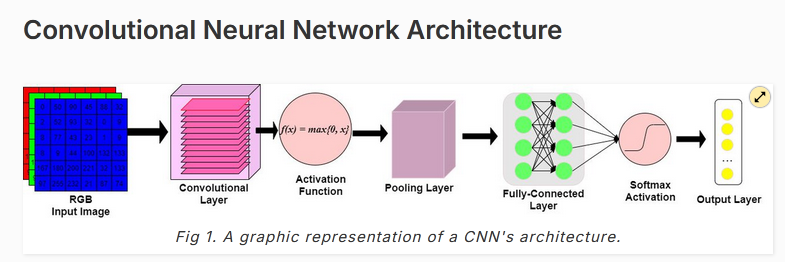 Convolutional Neural Network Architecture
f(x) = max{0, x}
RGB
Input Image
Convolutional
Layer
Activation
Function
Pooling Layer
Fully-Connected
Layer
Softmax
Activation
...
Output Layer
Fig 1. A graphic representation of a CNN's architecture.